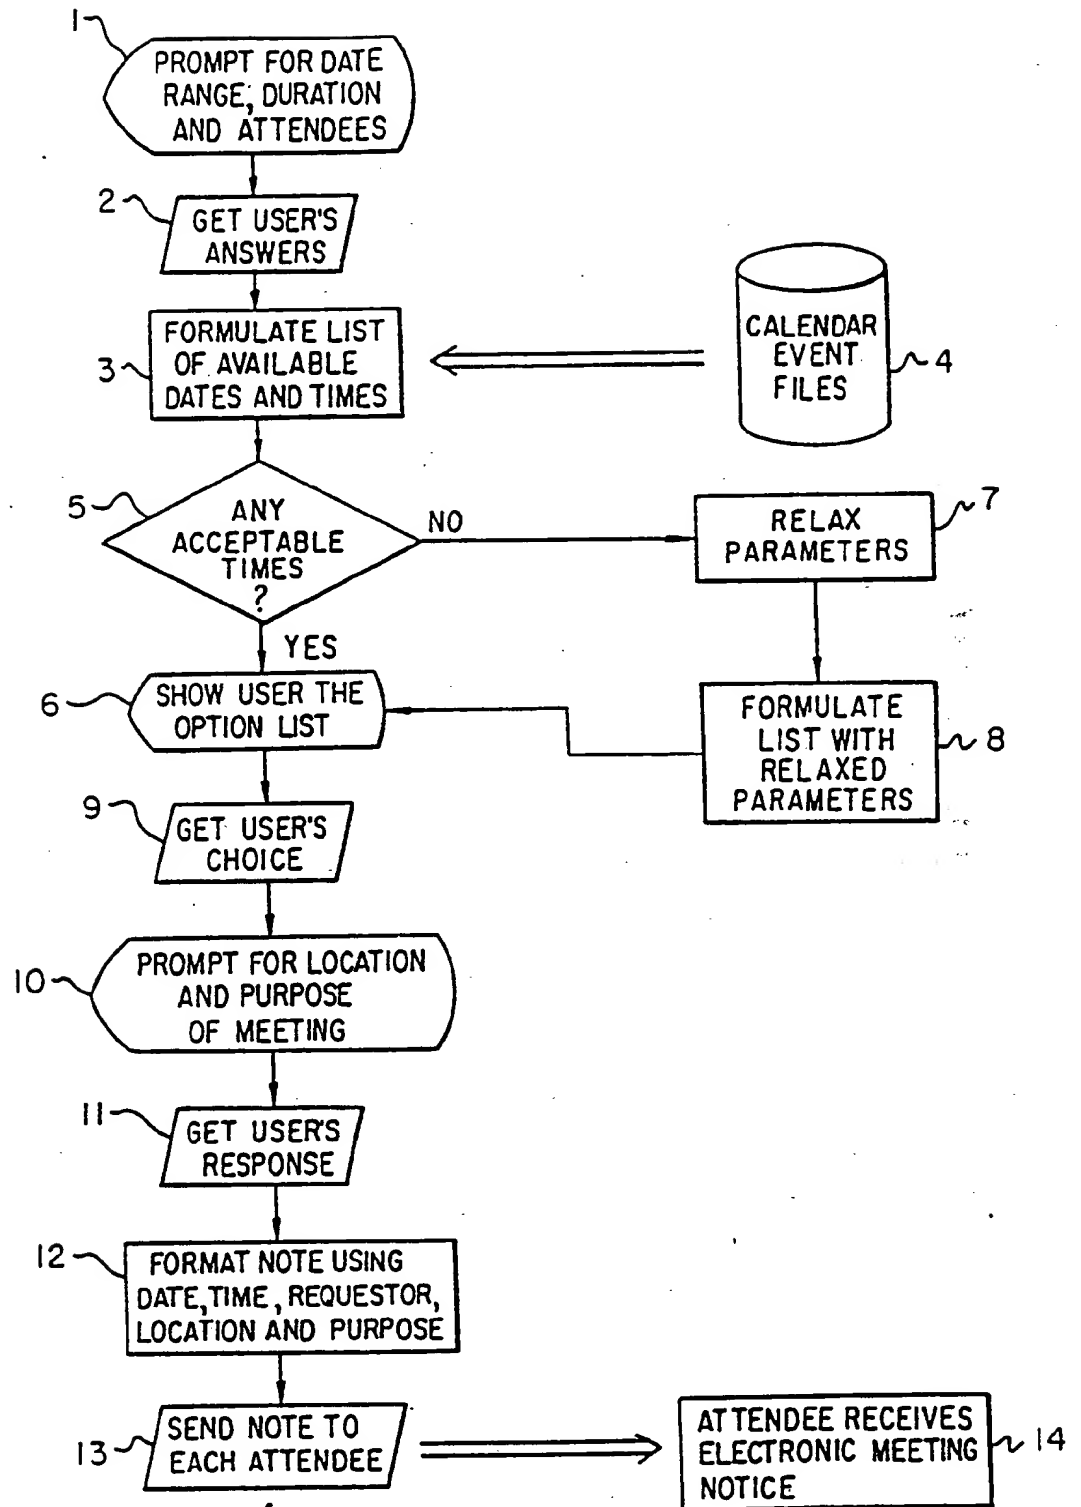 1
PROMPT FOR DATE
RANGE, DURATION
AND ATTENDEES
2
GET USER'S
ANSWERS
3
FORMULATE LIST
OF AVAILABLE
DATES AND TIMES
CALENDAR
EVENT
FILES
4
5
ANY
ACCEPTABLE
TIMES
?
NO
YES
RELAX
PARAMETERS
7
6
SHOW USER THE
OPTION LIST
FORMULATE
LIST WITH
RELAXED
PARAMETERS
8
9
GET USER'S
CHOICE
10
PROMPT FOR LOCATION
AND PURPOSE
OF MEETING
11
GET USER'S
RESPONSE
12
FORMAT NOTE USING
DATE, TIME, REQUESTOR,
LOCATION AND PURPOSE
13
SEND NOTE TO
EACH ATTENDEE
ATTENDEE RECEIVES
ELECTRONIC MEETING
NOTICE
14